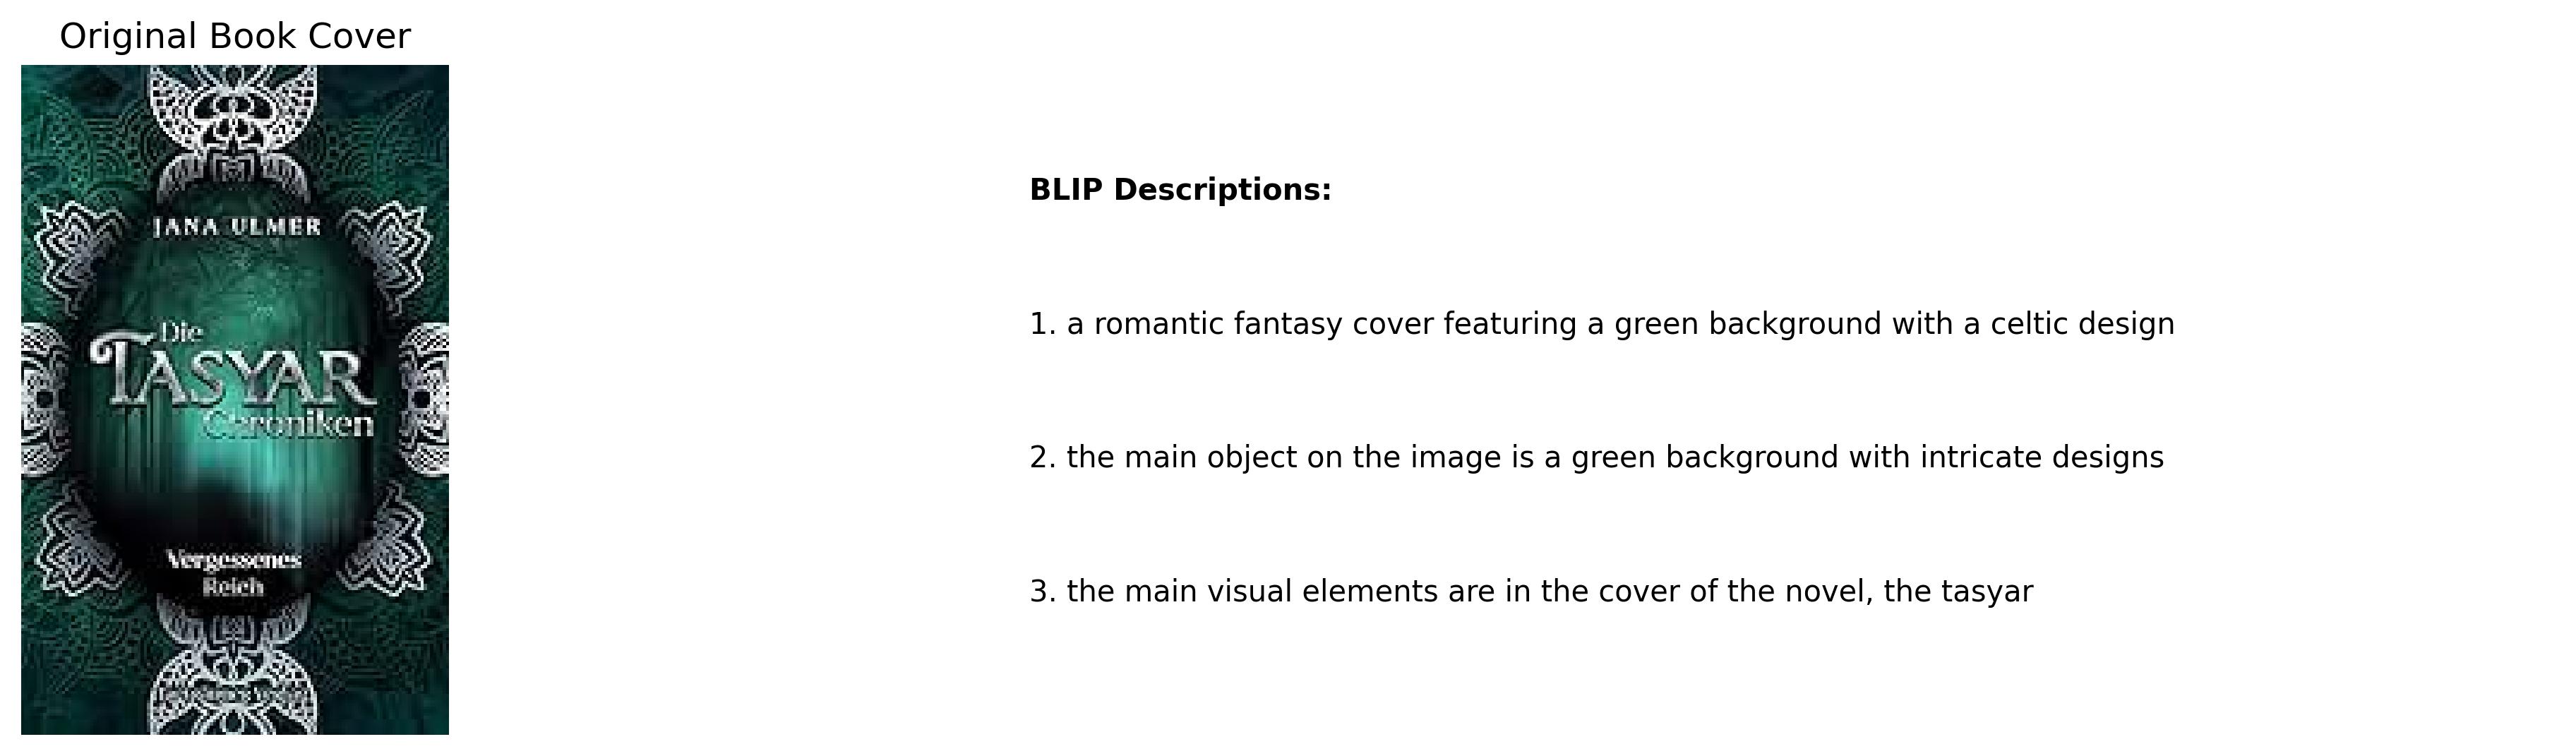 Original Book Cover
JANA ULMER
Die
TASYAR
Chroniken
Vergessenes
Reich
BLIP Descriptions:
1. a romantic fantasy cover featuring a green background with a celtic design
2. the main object on the image is a green background with intricate designs
3. the main visual elements are in the cover of the novel, the tasyar